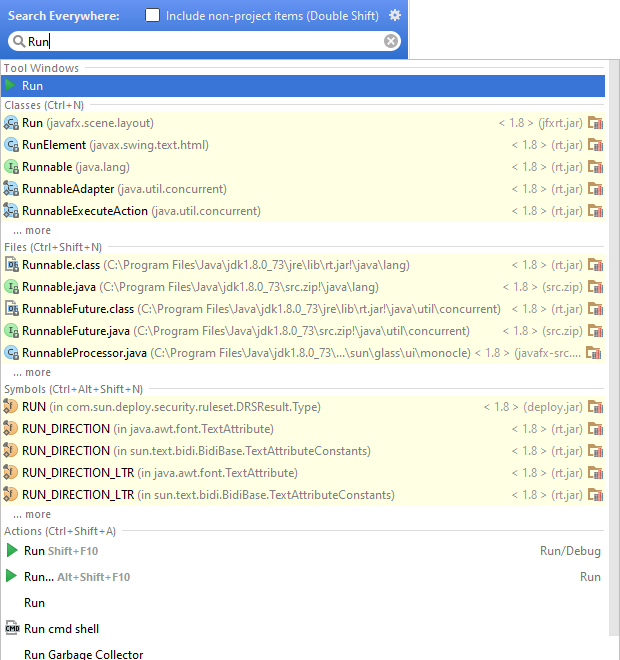 Search Everywhere: Include non-project items (Double Shift)
Run
Tool Windows
Run
Classes (Ctrl+N)
Run (javafx.scene.layout) < 1.8 > (jfxrt.jar)
RunElement (javax.swing.text.html) < 1.8 > (rt.jar)
Runnable (java.lang) < 1.8 > (rt.jar)
RunnableAdapter (java.util.concurrent) < 1.8 > (rt.jar)
RunnableExecuteAction (java.util.concurrent) < 1.8 > (rt.jar)
... more
Files (Ctrl+Shift+N)
Runnable.class (C:\Program Files\Java\jdk1.8.0_73\jre\lib\rt.jar!\java\lang) < 1.8 > (rt.jar)
Runnable.java (C:\Program Files\Java\jdk1.8.0_73\src.zip!\java\lang) < 1.8 > (src.zip)
RunnableFuture.class (C:\Program Files\Java\jdk1.8.0_73\jre\lib\rt.jar!\java\util\concurrent) < 1.8 > (rt.jar)
RunnableFuture.java (C:\Program Files\Java\jdk1.8.0_73\src.zip!\java\util\concurrent) < 1.8 > (src.zip)
RunnableProcessor.java (C:\Program Files\Java\jdk1.8.0_73\...\sun\glass\ui\monocle) < 1.8 > (javafx-src....
... more
Symbols (Ctrl+Alt+Shift+N)
RUN (in com.sun.deploy.security.ruleset.DRSResult.Type) < 1.8 > (deploy.jar)
RUN_DIRECTION (in java.awt.font.TextAttribute) < 1.8 > (rt.jar)
RUN_DIRECTION (in sun.text.bidi.BidiBase.TextAttributeConstants) < 1.8 > (rt.jar)
RUN_DIRECTION_LTR (in java.awt.font.TextAttribute) < 1.8 > (rt.jar)
RUN_DIRECTION_LTR (in sun.text.bidi.BidiBase.TextAttributeConstants) < 1.8 > (rt.jar)
... more
Actions (Ctrl+Shift+A)
Run Shift+F10 Run/Debug
Run... Alt+Shift+F10 Run
Run
CMD Run cmd shell
Run Garbage Collector